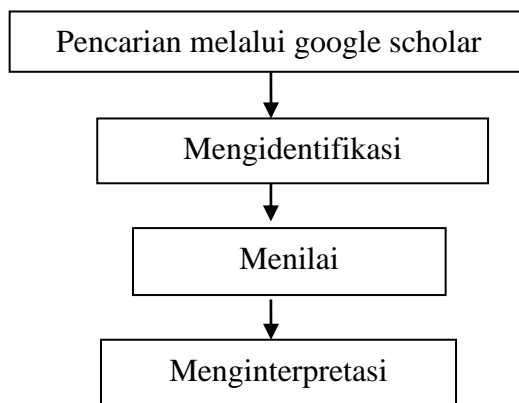 Pencarian melalui google scholar
Mengidentifikasi
Menilai
Menginterpretasi